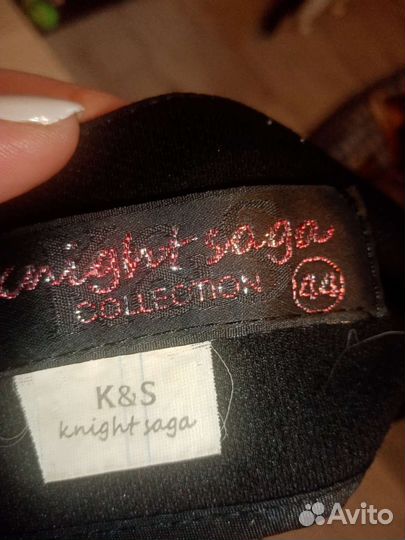 knight saga
COLLECTION 44
K&S
knight saga
Avito